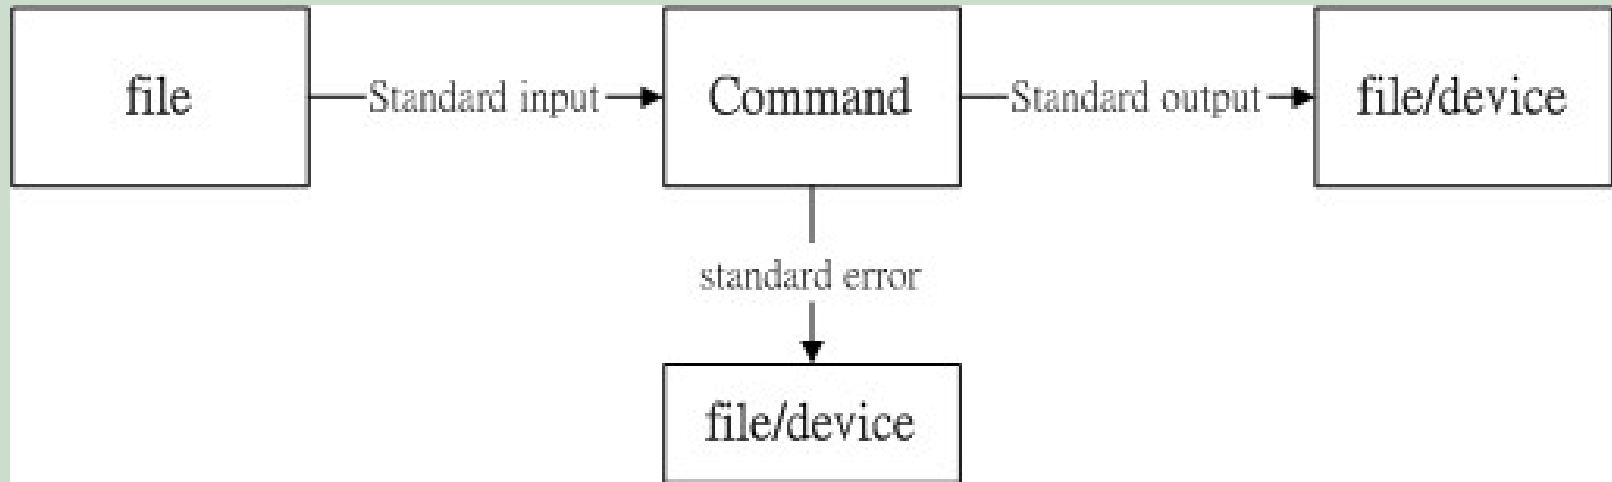 file
Standard input
Command
Standard output
file/device
standard error
file/device